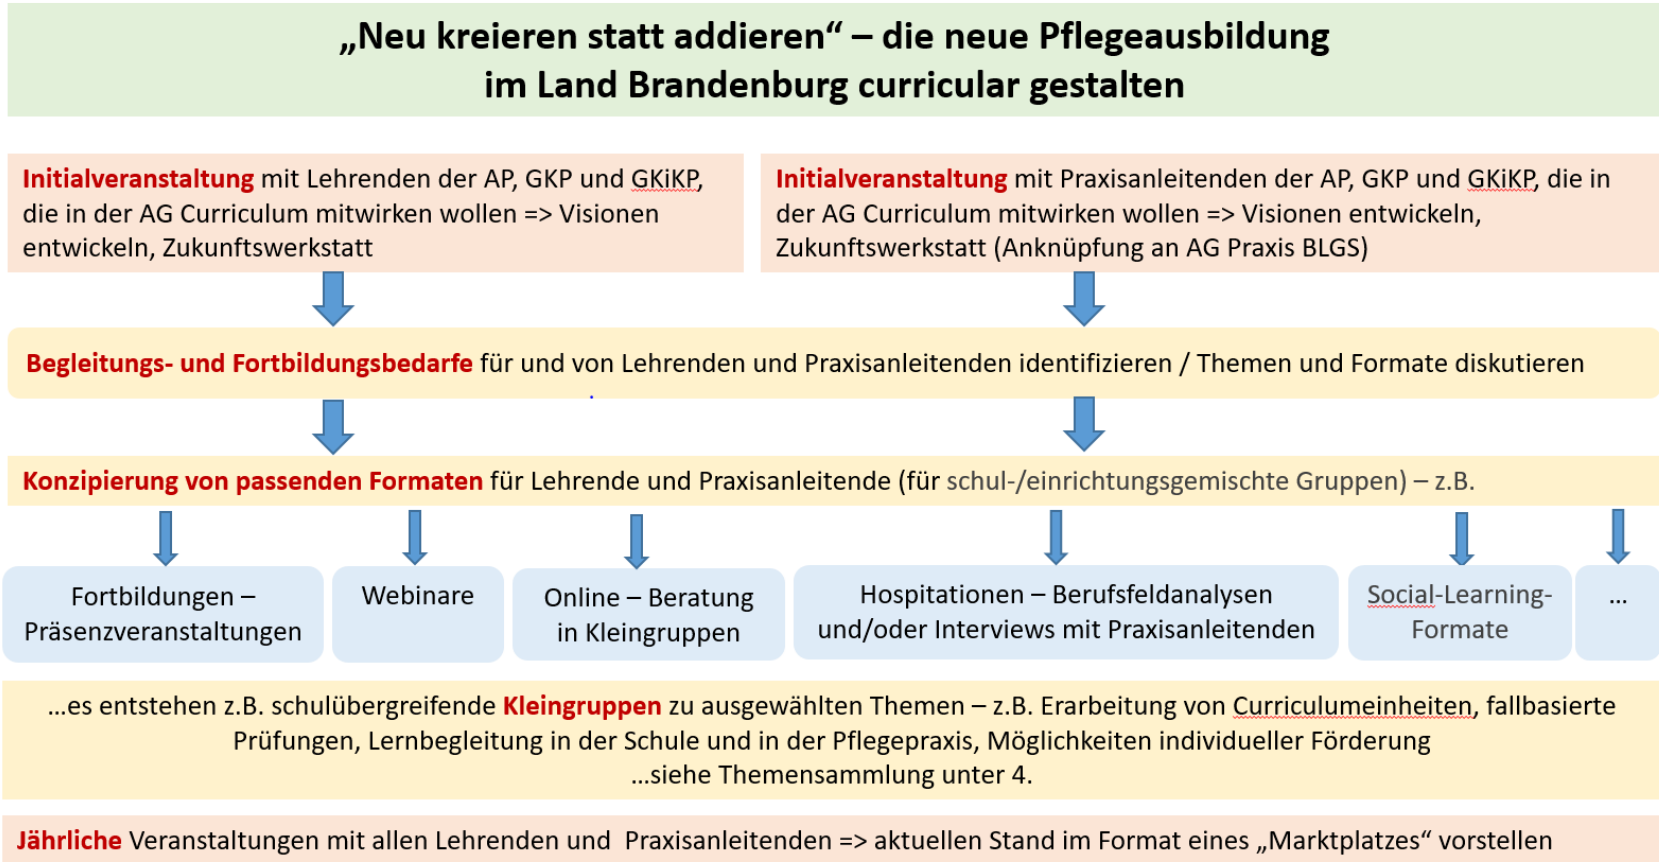 „Neu kreieren statt addieren“ – die neue Pflegeausbildung
im Land Brandenburg curricular gestalten
Initialveranstaltung mit Lehrenden der AP, GKP und GKiKP,
die in der AG Curriculum mitwirken wollen => Visionen
entwickeln, Zukunftswerkstatt
Initialveranstaltung mit Praxisanleitenden der AP, GKP und GKiKP, die in
der AG Curriculum mitwirken wollen => Visionen entwickeln,
Zukunftswerkstatt (Anknüpfung an AG Praxis BLGS)
Begleitungs- und Fortbildungsbedarfe für und von Lehrenden und Praxisanleitenden identifizieren / Themen und Formate diskutieren
Konzipierung von passenden Formaten für Lehrende und Praxisanleitende (für schul-/einrichtungsgemischte Gruppen) – z.B.
Fortbildungen –
Präsenzveranstaltungen
Webinare
Online – Beratung
in Kleingruppen
Hospitationen – Berufsfeldanalysen
und/oder Interviews mit Praxisanleitenden
Social-Learning-
Formate
...
...es entstehen z.B. schulübergreifende Kleingruppen zu ausgewählten Themen – z.B. Erarbeitung von Curriculumeinheiten, fallbasierte
Prüfungen, Lernbegleitung in der Schule und in der Pflegepraxis, Möglichkeiten individueller Förderung
...siehe Themensammlung unter 4.
Jährliche Veranstaltungen mit allen Lehrenden und Praxisanleitenden => aktuellen Stand im Format eines „Marktplatzes“ vorstellen